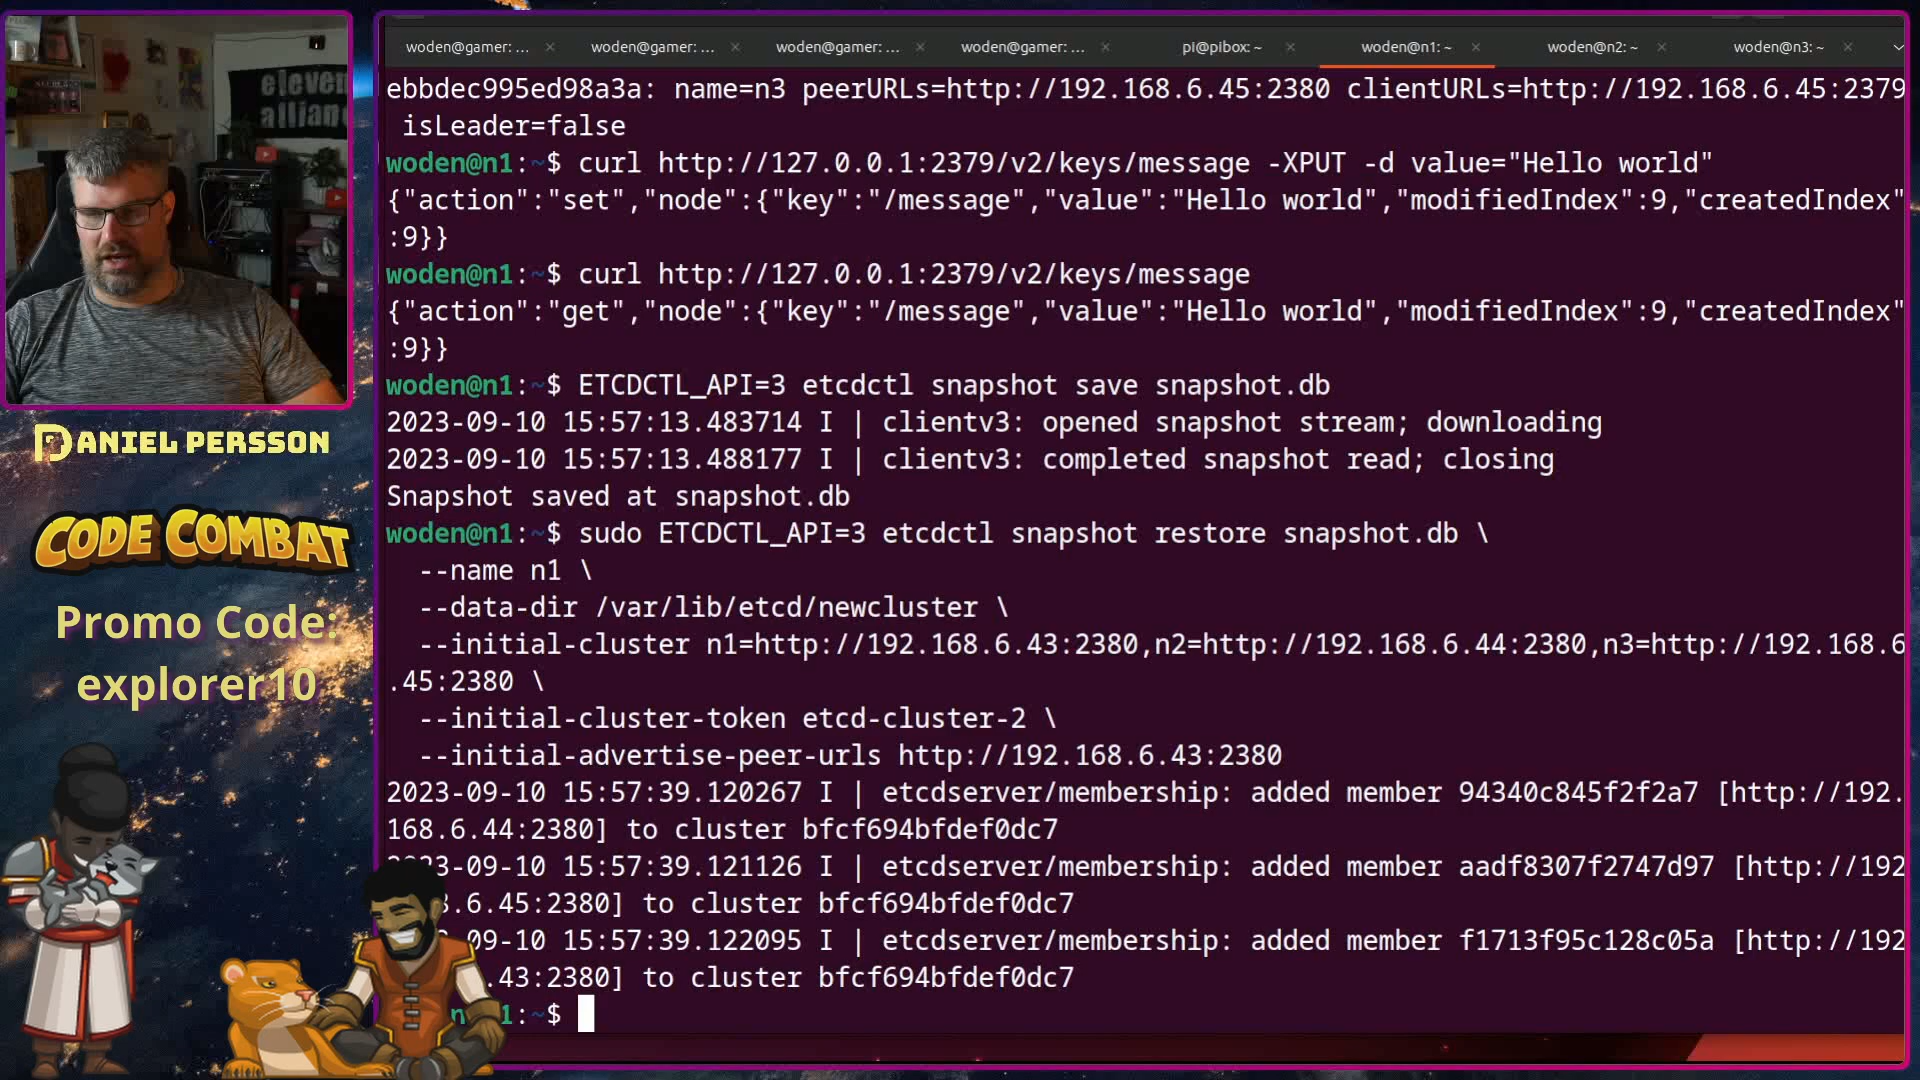 woden@gamer: ... × woden@gamer: ... × woden@gamer: ... × woden@gamer: ... × pi@pibox: ~ × woden@n1: ~ × woden@n2: ~ × woden@n3: ~ ×
eleven
allianc
ebbdec995ed98a3a: name=n3 peerURLs=http://192.168.6.45:2380 clientURLs=http://192.168.6.45:2379
isLeader=false
woden@n1:~$ curl http://127.0.0.1:2379/v2/keys/message -XPUT -d value="Hello world"
{"action":"set","node":{"key":"/message","value":"Hello world","modifiedIndex":9,"createdIndex"
:9}}
woden@n1:~$ curl http://127.0.0.1:2379/v2/keys/message
{"action":"get","node":{"key":"/message","value":"Hello world","modifiedIndex":9,"createdIndex"
:9}}
woden@n1:~$ ETCDCTL_API=3 etcdctl snapshot save snapshot.db
2023-09-10 15:57:13.483714 I | clientv3: opened snapshot stream; downloading
2023-09-10 15:57:13.488177 I | clientv3: completed snapshot read; closing
Snapshot saved at snapshot.db
woden@n1:~$ sudo ETCDCTL_API=3 etcdctl snapshot restore snapshot.db \
--name n1 \
--data-dir /var/lib/etcd/newcluster \
--initial-cluster n1=http://192.168.6.43:2380,n2=http://192.168.6.44:2380,n3=http://192.168.6
.45:2380 \
--initial-cluster-token etcd-cluster-2 \
--initial-advertise-peer-urls http://192.168.6.43:2380
2023-09-10 15:57:39.120267 I | etcdserver/membership: added member 94340c845f2f2a7 [http://192.
168.6.44:2380] to cluster bfcf694bfdef0dc7
23-09-10 15:57:39.121126 I | etcdserver/membership: added member aadf8307f2747d97 [http://192
.6.45:2380] to cluster bfcf694bfdef0dc7
09-10 15:57:39.122095 I | etcdserver/membership: added member f1713f95c128c05a [http://192
.43:2380] to cluster bfcf694bfdef0dc7
n1:~$
DANIEL PERSSON
CODE COMBAT
Promo Code:
explorer10